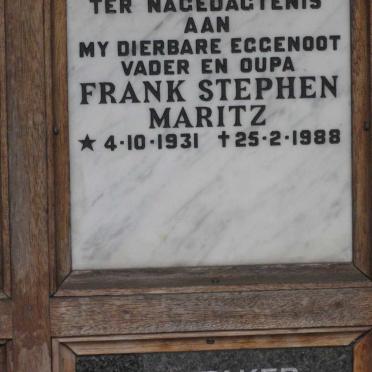 TER NAGEDAGTENIS
AAN
MY DIERBARE EGGENOOT
VADER EN OUPA
FRANK STEPHEN
MARITZ
★ 4·10·1931 ✝ 25·2·1988